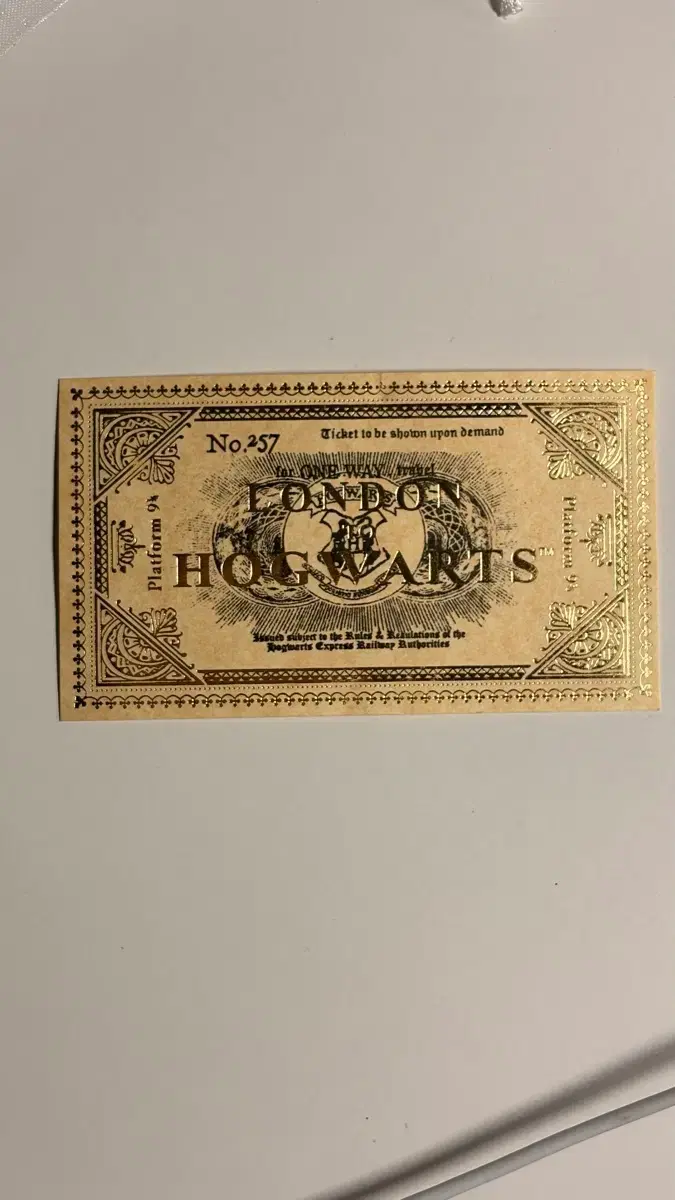 No.257
Ticket to be shown upon demand
for ONE WAY travel
LONDON
HOGWARTS™
Platform 9¾
Platform 9¾
Issued subject to the Rules & Regulations of the
Hogwarts Express Railway Authorities